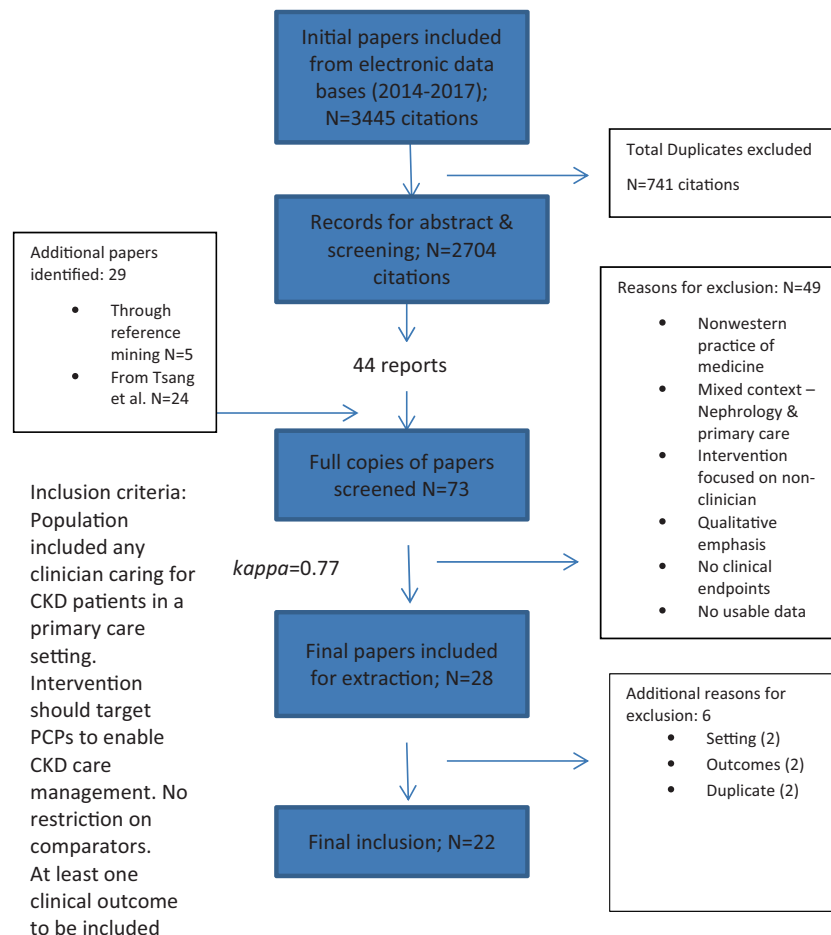 Initial papers included
from electronic data
bases (2014-2017);
N=3445 citations
Total Duplicates excluded
N=741 citations
Records for abstract &
screening; N=2704
citations
Additional papers
identified: 29
• Through
reference
mining N=5
• From Tsang
et al. N=24
44 reports
Reasons for exclusion: N=49
• Nonwestern
practice of
medicine
• Mixed context –
Nephrology &
primary care
• Intervention
focused on non-
clinician
• Qualitative
emphasis
• No clinical
endpoints
• No usable data
Full copies of papers
screened N=73
Inclusion criteria:
Population
included any
clinician caring for
CKD patients in a
primary care
setting.
Intervention
should target
PCPs to enable
CKD care
management. No
restriction on
comparators.
At least one
clinical outcome
to be included
kappa=0.77
Final papers included
for extraction; N=28
Additional reasons for
exclusion: 6
• Setting (2)
• Outcomes (2)
• Duplicate (2)
Final inclusion; N=22